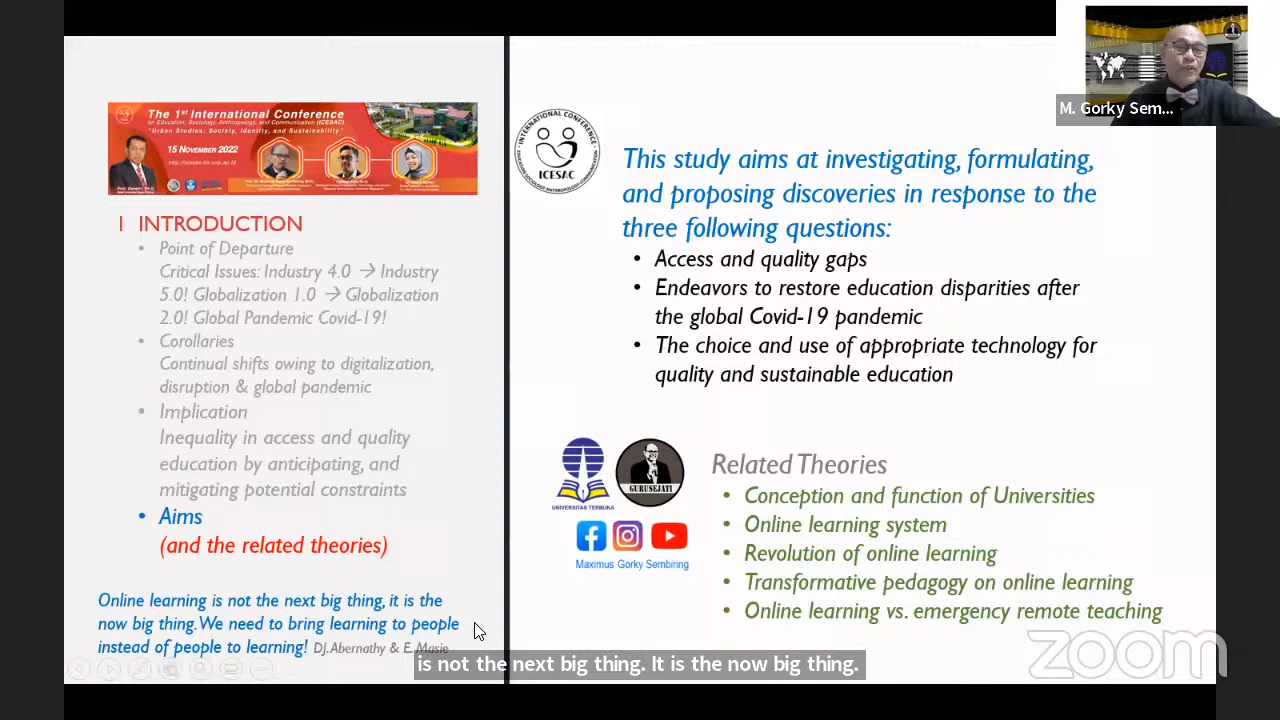 The 1st International Conference
on Education, Sociology, Anthropology, and Communication (ICESAC)
"Urban Studies: Society, Identity, and Sustainability"
15 NOVEMBER 2022
I INTRODUCTION
• Point of Departure
Critical Issues: Industry 4.0 → Industry
5.0! Globalization 1.0 → Globalization
2.0! Global Pandemic Covid-19!
• Corollaries
Continual shifts owing to digitalization,
disruption & global pandemic
• Implication
Inequality in access and quality
education by anticipating, and
mitigating potential constraints
• Aims
(and the related theories)
Online learning is not the next big thing, it is the
now big thing. We need to bring learning to people
instead of people to learning! DJ. Abernathy & E. Masie
INTERNATIONAL CONFERENCE
ICESAC
This study aims at investigating, formulating,
and proposing discoveries in response to the
three following questions:
• Access and quality gaps
• Endeavors to restore education disparities after
the global Covid-19 pandemic
• The choice and use of appropriate technology for
quality and sustainable education
UNIVERSITAS TERBUKA
GURUSEJATI
Maximus Gorky Sembiring
Related Theories
• Conception and function of Universities
• Online learning system
• Revolution of online learning
• Transformative pedagogy on online learning
• Online learning vs. emergency remote teaching
M. Gorky Sem...
is not the next big thing. It is the now big thing.
zoom